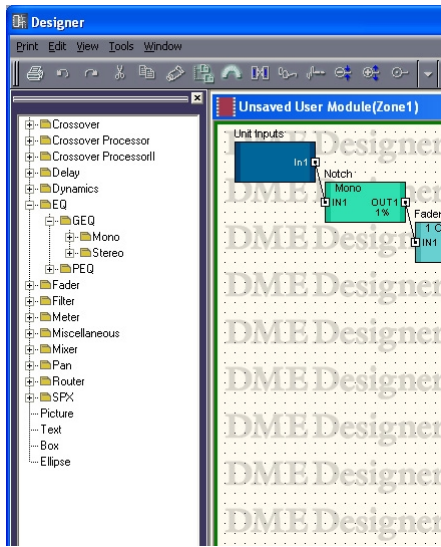 Designer
Print Edit View Tools Window
Unsaved User Module(Zone1)
Crossover
Crossover Processor
Crossover ProcessorII
Delay
Dynamics
EQ
GEQ
Mono
Stereo
PEQ
Fader
Filter
Meter
Miscellaneous
Mixer
Pan
Router
SPX
Picture
Text
Box
Ellipse
Unit Inputs
In1
Notch
Mono
IN1 OUT1
1%
Fader
1 C
IN1
DME Designer
DME Designer
DME Designer
DME Designer
DME Designer
DME Designer
DME Designer
DME Designer
DME Designer